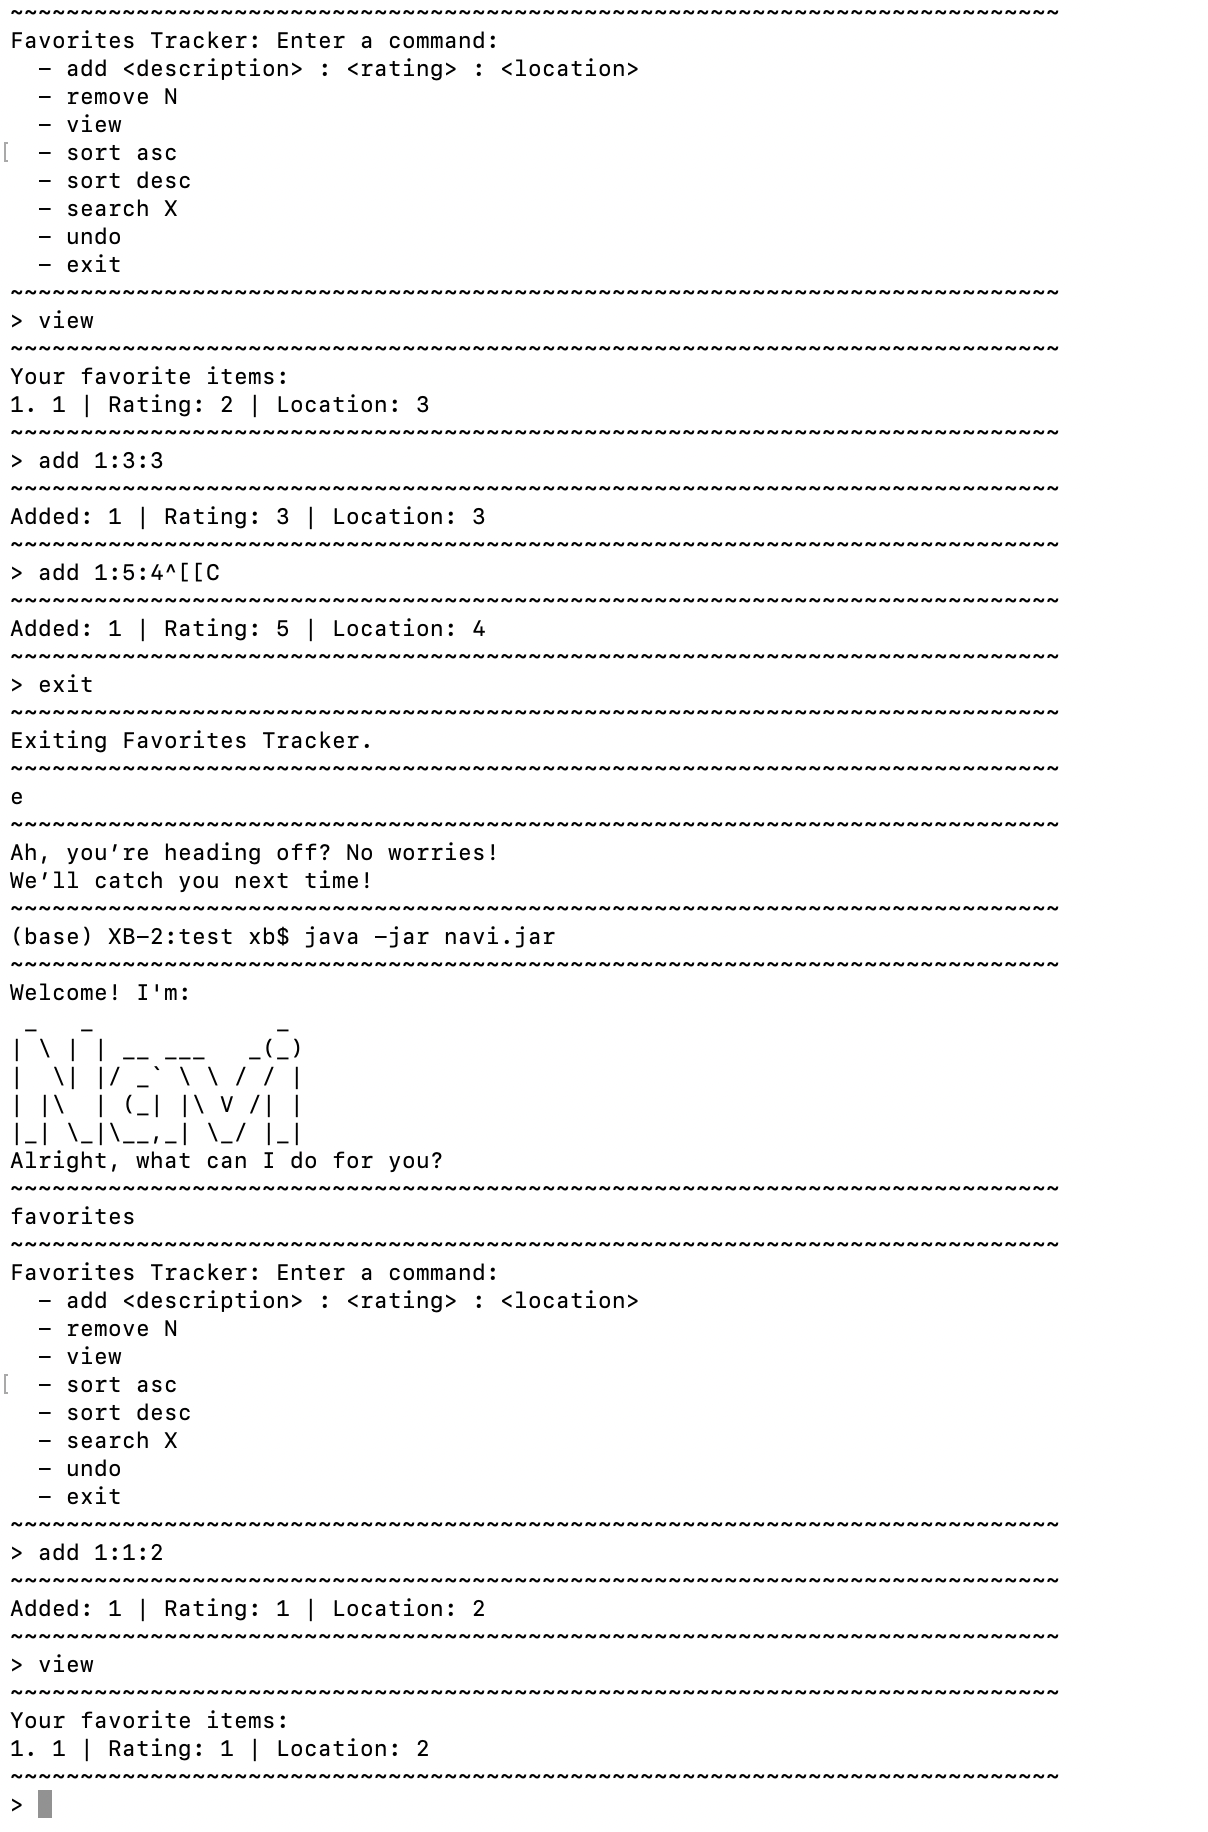 ~~~~~~~~~~~~~~~~~~~~~~~~~~~~~~~~~~~~~~~~~~~~~~~~~~~~~~~~~~~~~~~~~~~~~~~~~~~
Favorites Tracker: Enter a command:
  - add <description> : <rating> : <location>
  - remove N
  - view
[ - sort asc
  - sort desc
  - search X
  - undo
  - exit
~~~~~~~~~~~~~~~~~~~~~~~~~~~~~~~~~~~~~~~~~~~~~~~~~~~~~~~~~~~~~~~~~~~~~~~~~~~
> view
~~~~~~~~~~~~~~~~~~~~~~~~~~~~~~~~~~~~~~~~~~~~~~~~~~~~~~~~~~~~~~~~~~~~~~~~~~~
Your favorite items:
1. 1 | Rating: 2 | Location: 3
~~~~~~~~~~~~~~~~~~~~~~~~~~~~~~~~~~~~~~~~~~~~~~~~~~~~~~~~~~~~~~~~~~~~~~~~~~~
> add 1:3:3
~~~~~~~~~~~~~~~~~~~~~~~~~~~~~~~~~~~~~~~~~~~~~~~~~~~~~~~~~~~~~~~~~~~~~~~~~~~
Added: 1 | Rating: 3 | Location: 3
~~~~~~~~~~~~~~~~~~~~~~~~~~~~~~~~~~~~~~~~~~~~~~~~~~~~~~~~~~~~~~~~~~~~~~~~~~~
> add 1:5:4^[[C
~~~~~~~~~~~~~~~~~~~~~~~~~~~~~~~~~~~~~~~~~~~~~~~~~~~~~~~~~~~~~~~~~~~~~~~~~~~
Added: 1 | Rating: 5 | Location: 4
~~~~~~~~~~~~~~~~~~~~~~~~~~~~~~~~~~~~~~~~~~~~~~~~~~~~~~~~~~~~~~~~~~~~~~~~~~~
> exit
~~~~~~~~~~~~~~~~~~~~~~~~~~~~~~~~~~~~~~~~~~~~~~~~~~~~~~~~~~~~~~~~~~~~~~~~~~~
Exiting Favorites Tracker.
~~~~~~~~~~~~~~~~~~~~~~~~~~~~~~~~~~~~~~~~~~~~~~~~~~~~~~~~~~~~~~~~~~~~~~~~~~~
e
~~~~~~~~~~~~~~~~~~~~~~~~~~~~~~~~~~~~~~~~~~~~~~~~~~~~~~~~~~~~~~~~~~~~~~~~~~~
Ah, you’re heading off? No worries!
We’ll catch you next time!
~~~~~~~~~~~~~~~~~~~~~~~~~~~~~~~~~~~~~~~~~~~~~~~~~~~~~~~~~~~~~~~~~~~~~~~~~~~
(base) XB-2:test xb$ java -jar navi.jar
~~~~~~~~~~~~~~~~~~~~~~~~~~~~~~~~~~~~~~~~~~~~~~~~~~~~~~~~~~~~~~~~~~~~~~~~~~~
Welcome! I'm:
 _   _             _
| \ | | __ ___   _(_)
|  \| |/ _` \ \ / / |
| |\  | (_| |\ V /| |
|_| \_|\__,_| \_/ |_|
Alright, what can I do for you?
~~~~~~~~~~~~~~~~~~~~~~~~~~~~~~~~~~~~~~~~~~~~~~~~~~~~~~~~~~~~~~~~~~~~~~~~~~~
favorites
~~~~~~~~~~~~~~~~~~~~~~~~~~~~~~~~~~~~~~~~~~~~~~~~~~~~~~~~~~~~~~~~~~~~~~~~~~~
Favorites Tracker: Enter a command:
  - add <description> : <rating> : <location>
  - remove N
  - view
[ - sort asc
  - sort desc
  - search X
  - undo
  - exit
~~~~~~~~~~~~~~~~~~~~~~~~~~~~~~~~~~~~~~~~~~~~~~~~~~~~~~~~~~~~~~~~~~~~~~~~~~~
> add 1:1:2
~~~~~~~~~~~~~~~~~~~~~~~~~~~~~~~~~~~~~~~~~~~~~~~~~~~~~~~~~~~~~~~~~~~~~~~~~~~
Added: 1 | Rating: 1 | Location: 2
~~~~~~~~~~~~~~~~~~~~~~~~~~~~~~~~~~~~~~~~~~~~~~~~~~~~~~~~~~~~~~~~~~~~~~~~~~~
> view
~~~~~~~~~~~~~~~~~~~~~~~~~~~~~~~~~~~~~~~~~~~~~~~~~~~~~~~~~~~~~~~~~~~~~~~~~~~
Your favorite items:
1. 1 | Rating: 1 | Location: 2
~~~~~~~~~~~~~~~~~~~~~~~~~~~~~~~~~~~~~~~~~~~~~~~~~~~~~~~~~~~~~~~~~~~~~~~~~~~
>